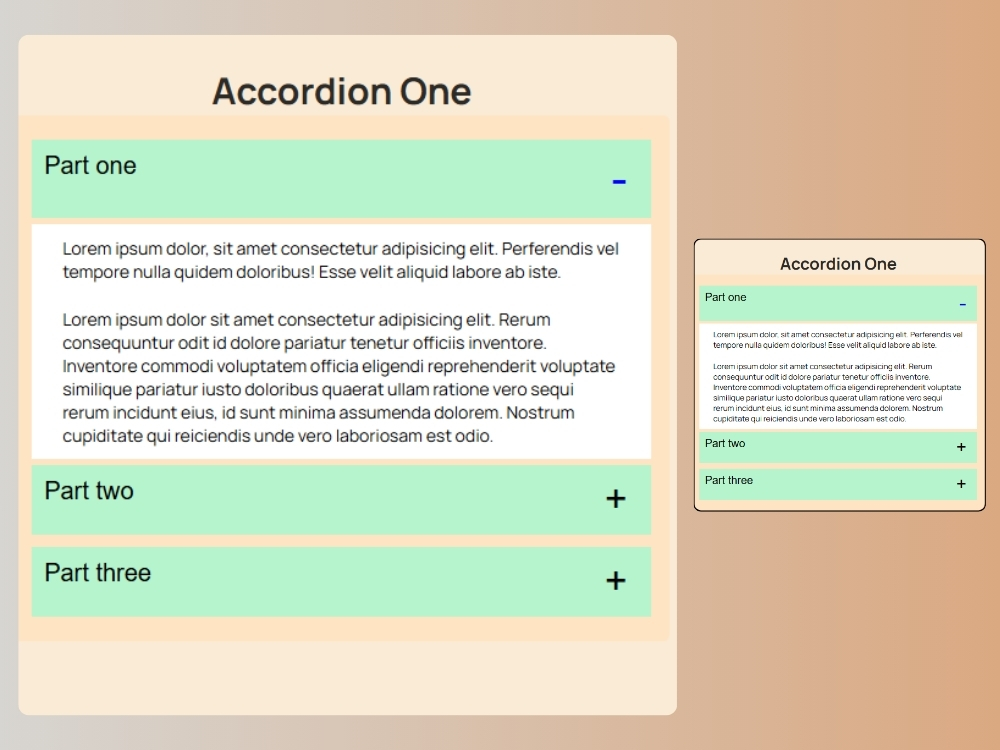 Accordion One
Part one
-
Lorem ipsum dolor, sit amet consectetur adipisicing elit. Perferendis vel
tempore nulla quidem doloribus! Esse velit aliquid labore ab iste.
Lorem ipsum dolor sit amet consectetur adipisicing elit. Rerum
consequuntur odit id dolore pariatur tenetur officiis inventore.
Inventore commodi voluptatem officia eligendi reprehenderit voluptate
similique pariatur iusto doloribus quaerat ullam ratione vero sequi
rerum incidunt eius, id sunt minima assumenda dolorem. Nostrum
cupiditate qui reiciendis unde vero laboriosam est odio.
Part two
+
Part three
+
Accordion One
Part one
-
Lorem ipsum dolor, sit amet consectetur adipisicing elit. Perferendis vel
tempore nulla quidem doloribus! Esse velit aliquid labore ab iste.
Lorem ipsum dolor sit amet consectetur adipisicing elit. Rerum
consequuntur odit id dolore pariatur tenetur officiis inventore.
Inventore commodi voluptatem officia eligendi reprehenderit voluptate
similique pariatur iusto doloribus quaerat ullam ratione vero sequi
rerum incidunt eius, id sunt minima assumenda dolorem. Nostrum
cupiditate qui reiciendis unde vero laboriosam est odio.
Part two
+
Part three
+